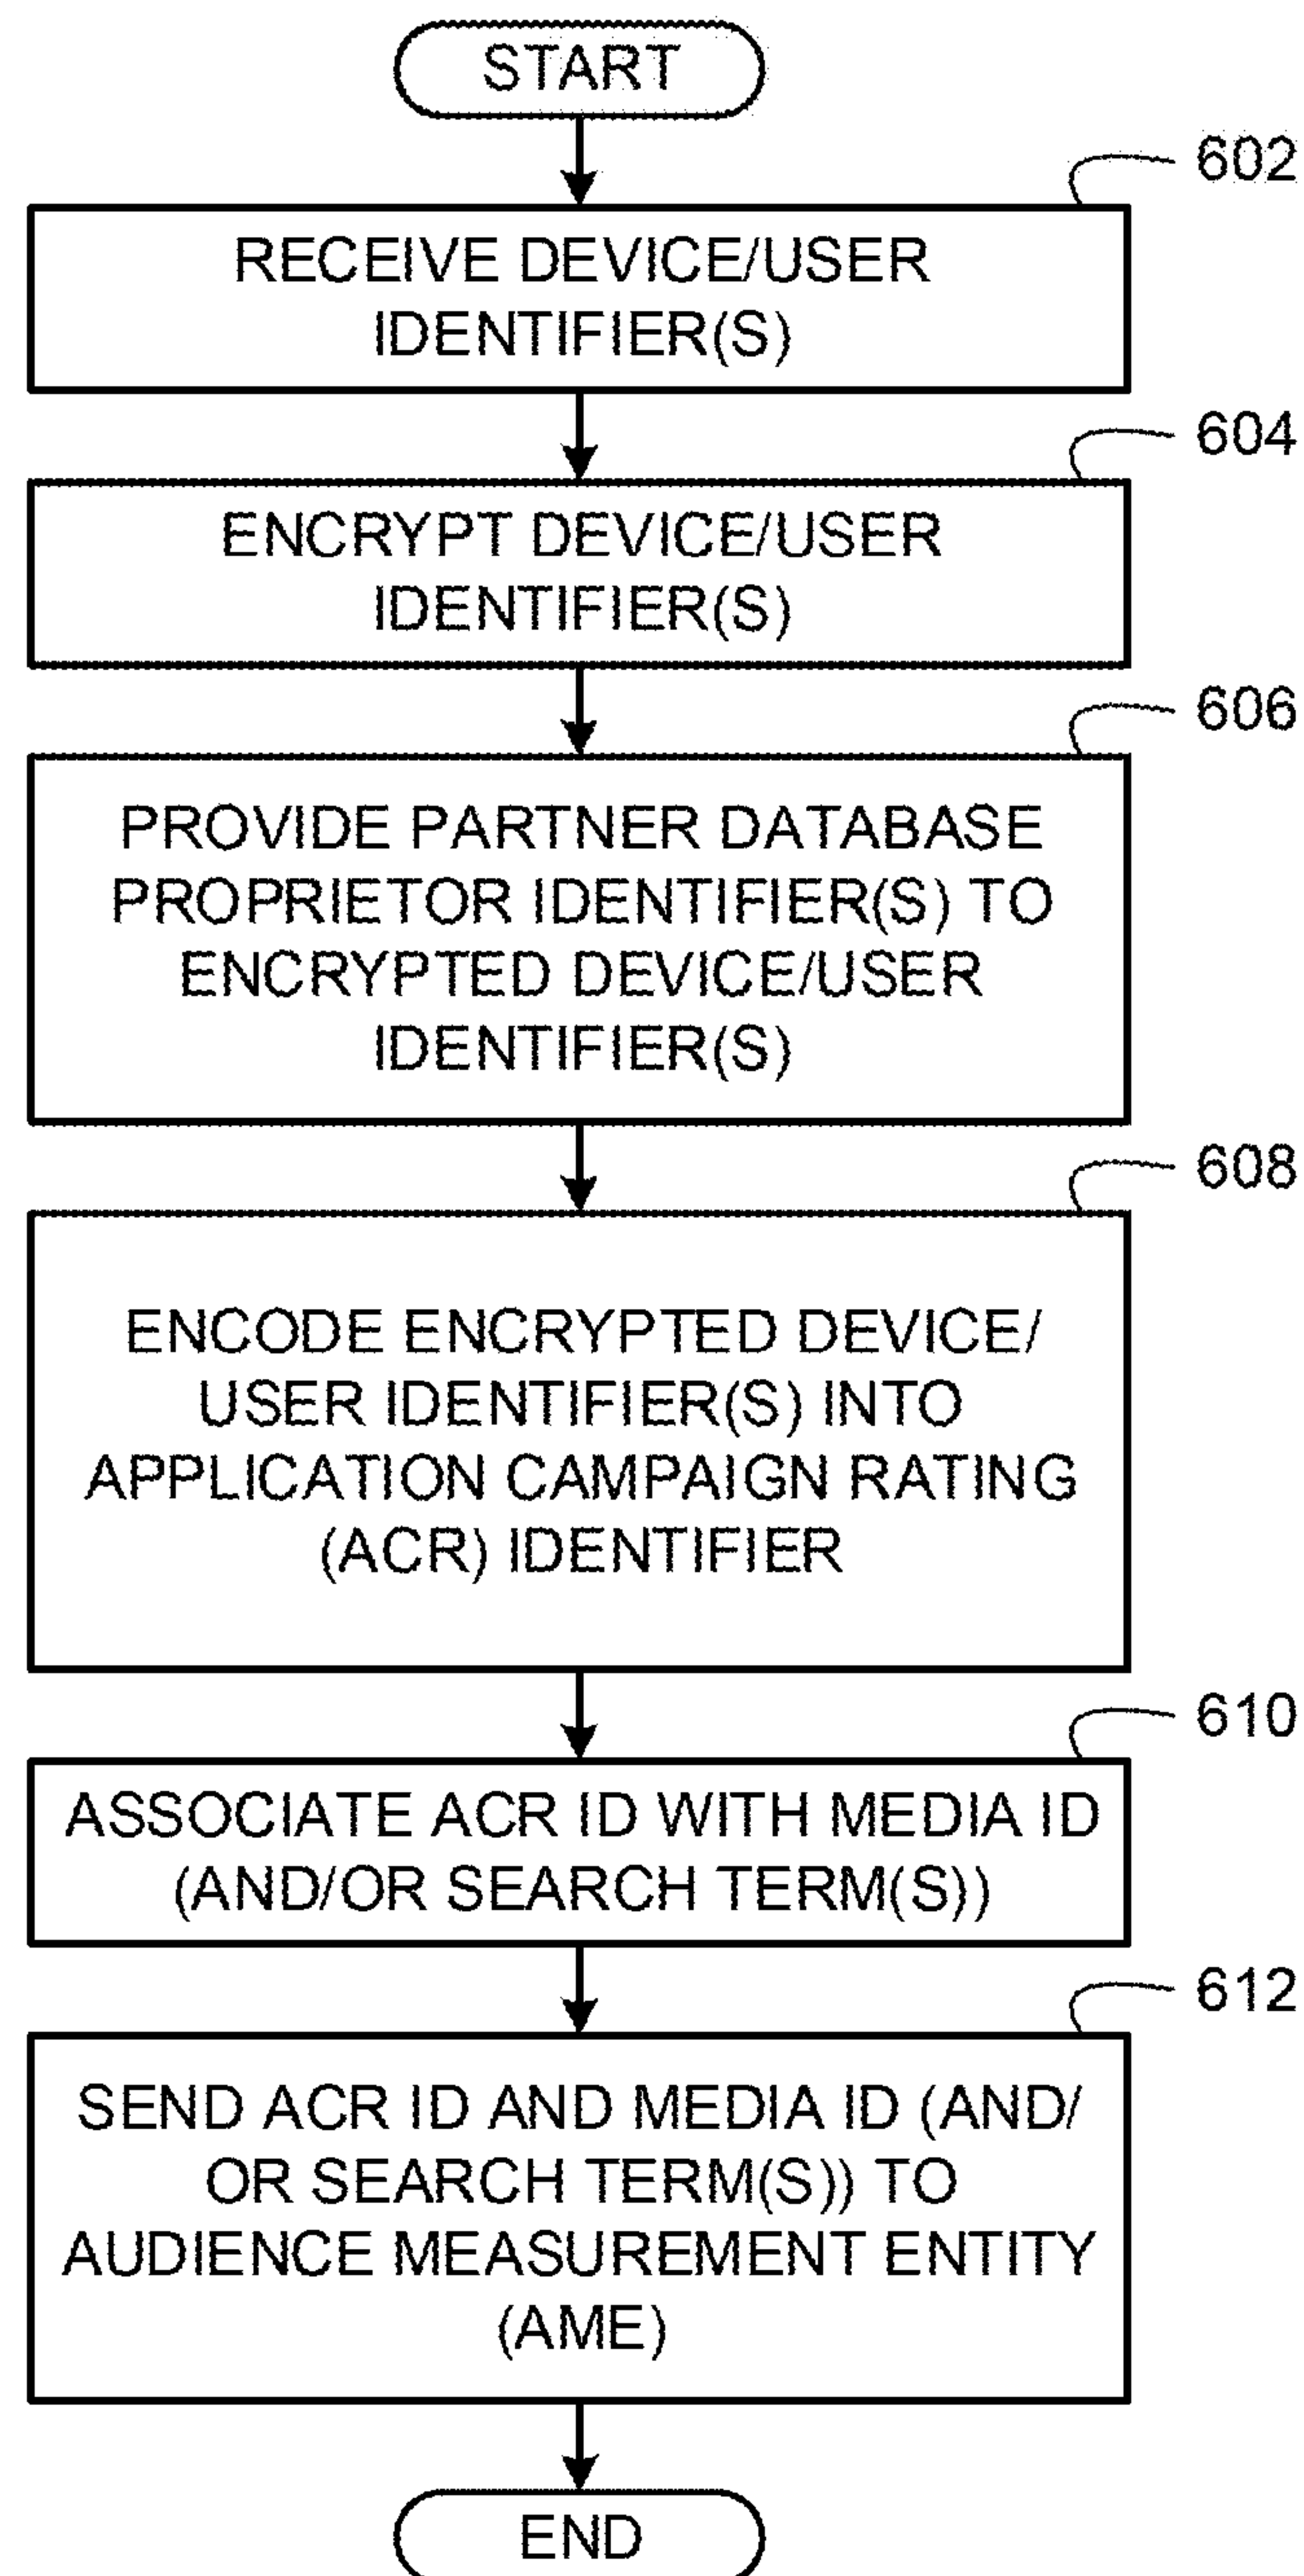 START
602
RECEIVE DEVICE/USER
IDENTIFIER(S)
604
ENCRYPT DEVICE/USER
IDENTIFIER(S)
606
PROVIDE PARTNER DATABASE
PROPRIETOR IDENTIFIER(S) TO
ENCRYPTED DEVICE/USER
IDENTIFIER(S)
608
ENCODE ENCRYPTED DEVICE/
USER IDENTIFIER(S) INTO
APPLICATION CAMPAIGN RATING
(ACR) IDENTIFIER
610
ASSOCIATE ACR ID WITH MEDIA ID
(AND/OR SEARCH TERM(S))
612
SEND ACR ID AND MEDIA ID (AND/
OR SEARCH TERM(S)) TO
AUDIENCE MEASUREMENT ENTITY
(AME)
END